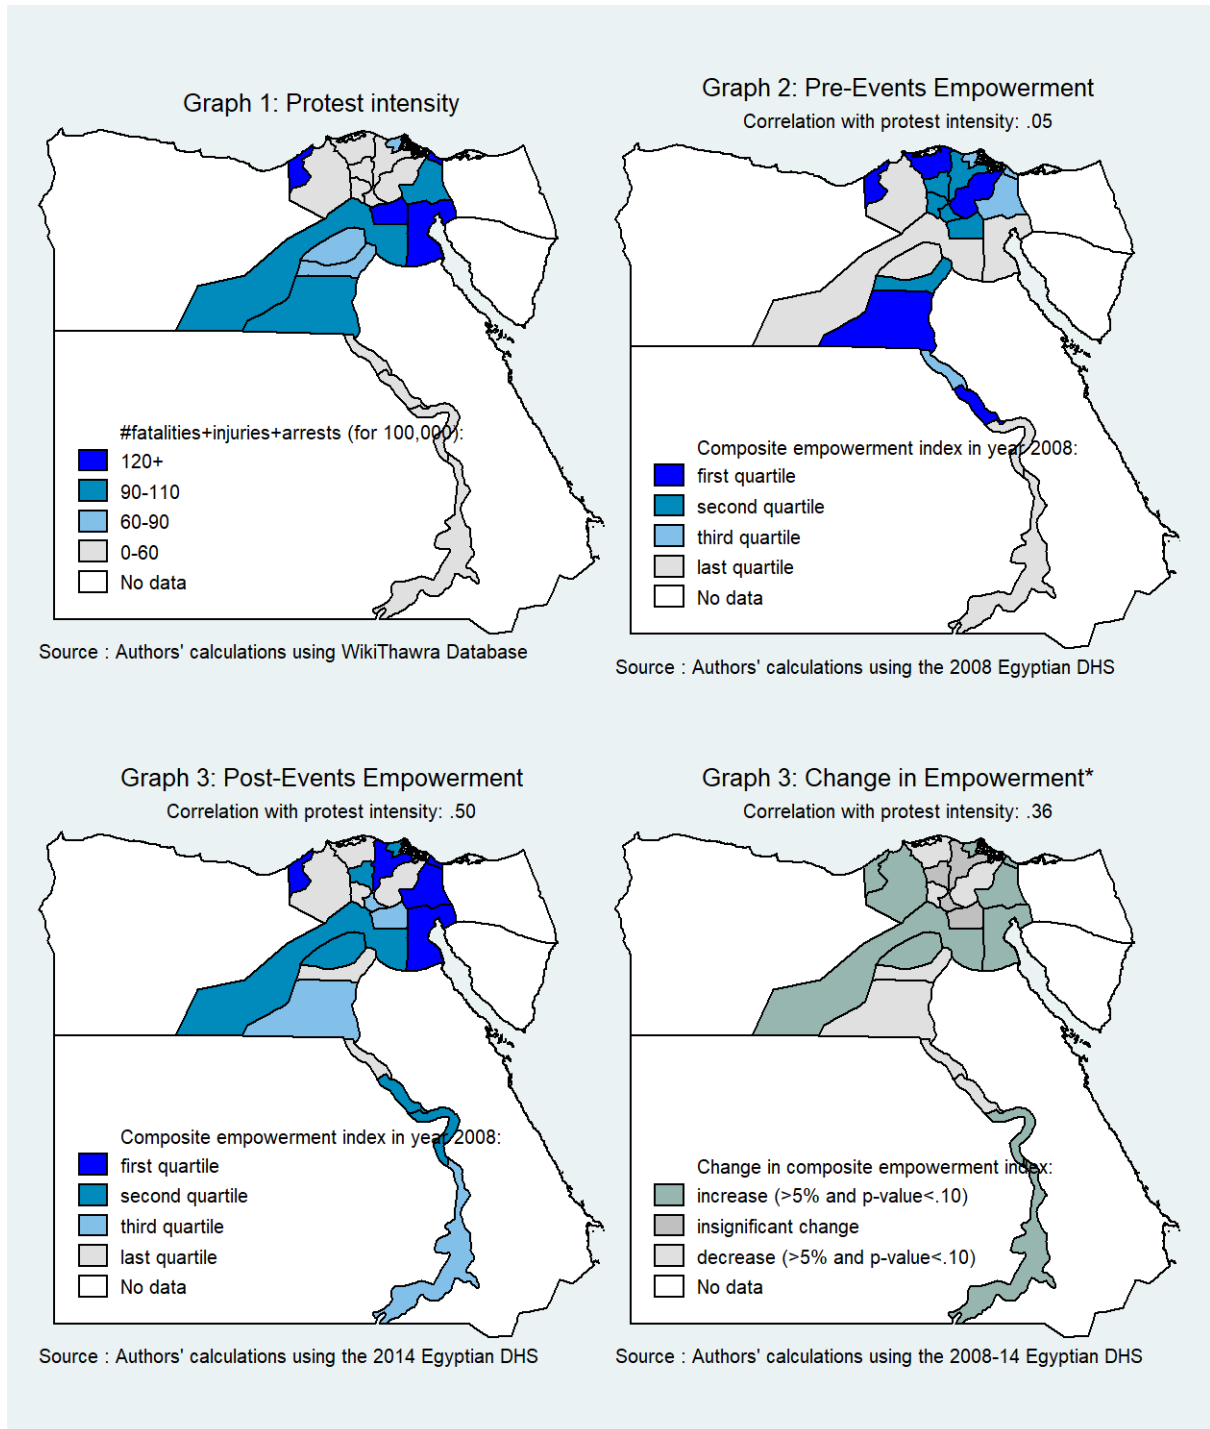 Graph 1: Protest intensity
#fatalities+injuries+arrests (for 100,000):
120+
90-110
60-90
0-60
No data
Source : Authors' calculations using WikiThawra Database
Graph 2: Pre-Events Empowerment
Correlation with protest intensity: .05
Composite empowerment index in year 2008:
first quartile
second quartile
third quartile
last quartile
No data
Source : Authors' calculations using the 2008 Egyptian DHS
Graph 3: Post-Events Empowerment
Correlation with protest intensity: .50
Composite empowerment index in year 2008:
first quartile
second quartile
third quartile
last quartile
No data
Source : Authors' calculations using the 2014 Egyptian DHS
Graph 3: Change in Empowerment*
Correlation with protest intensity: .36
Change in composite empowerment index:
increase (>5% and p-value<.10)
insignificant change
decrease (>5% and p-value<.10)
No data
Source : Authors' calculations using the 2008-14 Egyptian DHS